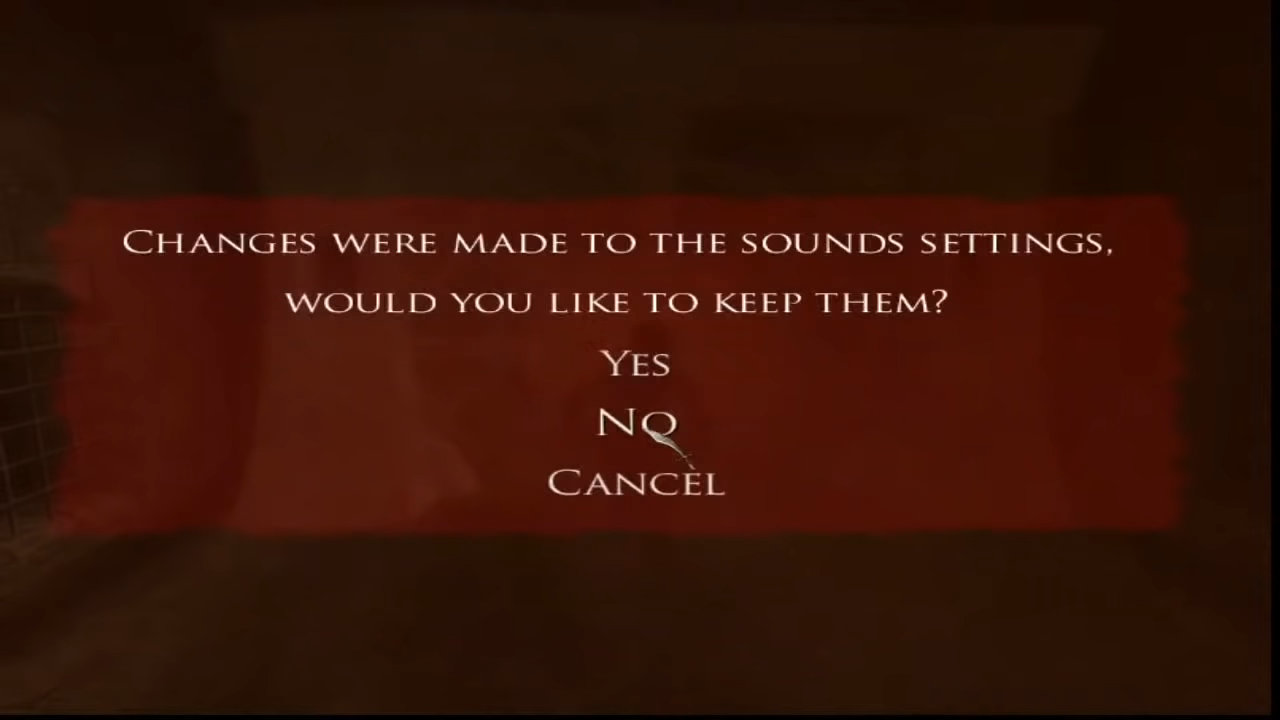 Changes were made to the sounds settings,
would you like to keep them?
Yes
No
Cancel